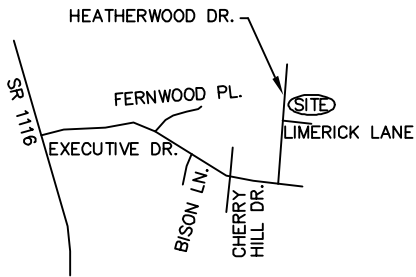 HEATHERWOOD DR.
FERNWOOD PL.
SITE
SR 1116
LIMERICK LANE
EXECUTIVE DR.
BISON LN.
CHERRY
HILL DR.